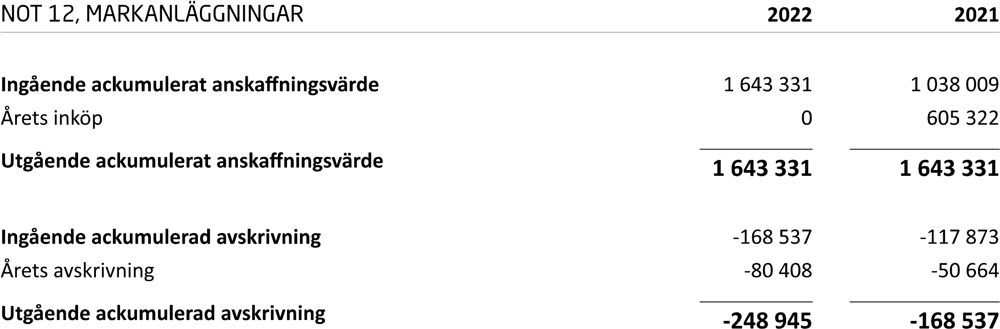 NOT 12, MARKANLÄGGNINGAR 2022 2021
Ingående ackumulerat anskaffningsvärde 1 643 331 1 038 009
Årets inköp 0 605 322
Utgående ackumulerat anskaffningsvärde 1 643 331 1 643 331
Ingående ackumulerad avskrivning -168 537 -117 873
Årets avskrivning -80 408 -50 664
Utgående ackumulerad avskrivning -248 945 -168 537